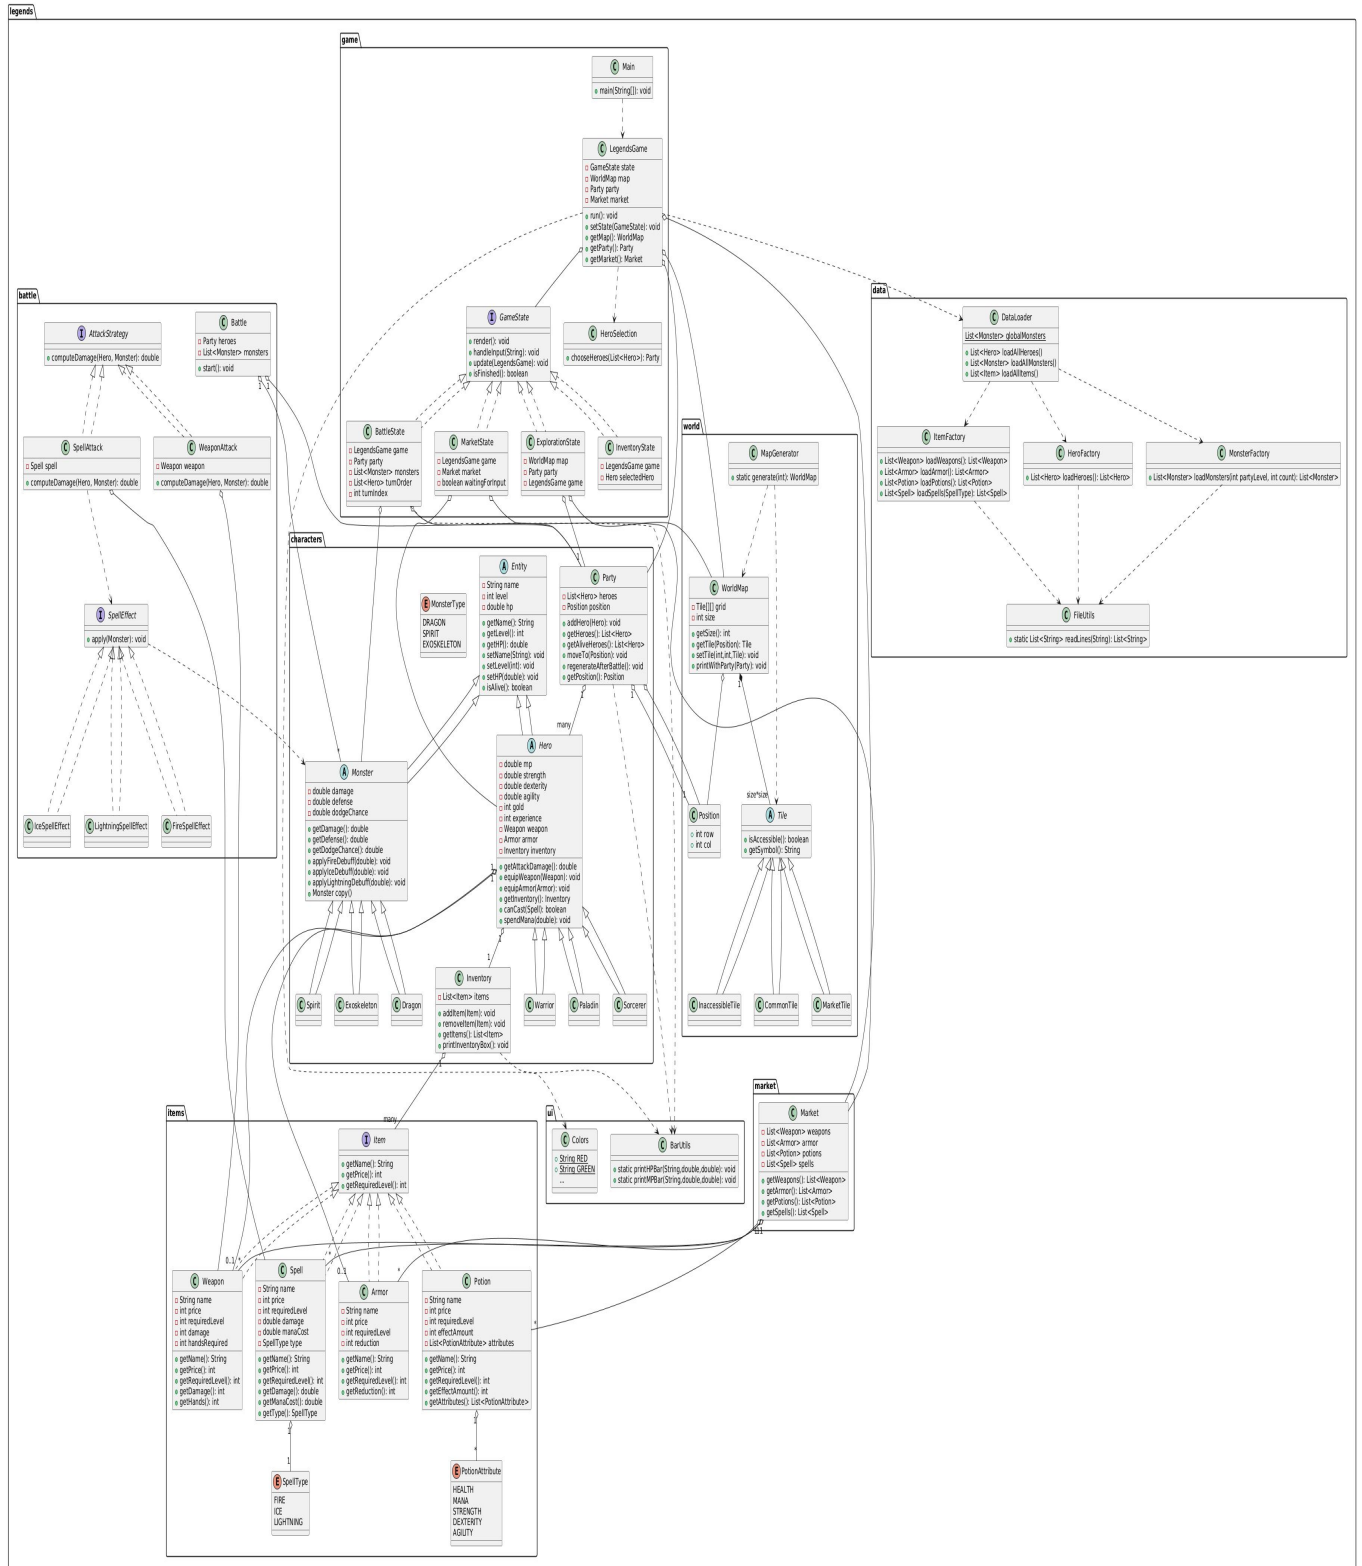 legends
game
C Main
main(String[]): void
C LegendsGame
GameState state
WorldMap map
Party party
Market market
run(): void
setState(GameState): void
getMap(): WorldMap
getParty(): Party
getMarket(): Market
I GameState
render(): void
handleInput(String): void
update(LegendsGame): void
isFinished(): boolean
C HeroSelection
chooseHeroes(List<Hero>): Party
C BattleState
LegendsGame game
Party party
List<Monster> monsters
List<Hero> turnOrder
int turnIndex
C MarketState
LegendsGame game
Market market
boolean waitingForInput
C ExplorationState
WorldMap map
Party party
LegendsGame game
C InventoryState
LegendsGame game
Hero selectedHero
battle
I AttackStrategy
computeDamage(Hero, Monster): double
C Battle
Party heroes
List<Monster> monsters
start(): void
1
1
C SpellAttack
Spell spell
computeDamage(Hero, Monster): double
C WeaponAttack
Weapon weapon
computeDamage(Hero, Monster): double
I SpellEffect
apply(Monster): void
C IceSpellEffect
C LightningSpellEffect
C FireSpellEffect
data
C DataLoader
List<Monster> globalMonsters
List<Hero> loadAllHeroes()
List<Monster> loadAllMonsters()
List<Item> loadAllItems()
C ItemFactory
List<Weapon> loadWeapons(): List<Weapon>
List<Armor> loadArmor(): List<Armor>
List<Potion> loadPotions(): List<Potion>
List<Spell> loadSpells(SpellType): List<Spell>
C HeroFactory
List<Hero> loadHeroes(): List<Hero>
C MonsterFactory
List<Monster> loadMonsters(int partyLevel, int count): List<Monster>
C FileUtils
static List<String> readLines(String): List<String>
world
C MapGenerator
static generate(int): WorldMap
C WorldMap
Tile[][] grid
int size
getSize(): int
getTile(Position): Tile
setTile(int,int,Tile): void
printWithParty(Party): void
1
size*size
1
C Position
int row
int col
A Tile
isAccessible(): boolean
getSymbol(): String
C InaccessibleTile
C CommonTile
C MarketTile
characters
E MonsterType
DRAGON
SPIRIT
EXOSKELETON
A Entity
String name
int level
double hp
getName(): String
getLevel(): int
getHP(): double
setName(String): void
setLevel(int): void
setHP(double): void
isAlive(): boolean
1
C Party
List<Hero> heroes
Position position
addHero(Hero): void
getHeroes(): List<Hero>
getAliveHeroes(): List<Hero>
moveTo(Position): void
regenerateAfterBattle(): void
getPosition(): Position
1
1
many
*
A Monster
double damage
double defense
double dodgeChance
getDamage(): double
getDefense(): double
getDodgeChance(): double
applyFireDebuff(double): void
applyIceDebuff(double): void
applyLightningDebuff(double): void
Monster copy()
A Hero
double mp
double strength
double dexterity
double agility
int gold
int experience
Weapon weapon
Armor armor
Inventory inventory
getAttackDamage(): double
equipWeapon(Weapon): void
equipArmor(Armor): void
getInventory(): Inventory
canCast(Spell): boolean
spendMana(double): void
1
1
1
1
C Spirit
C Exoskeleton
C Dragon
C Inventory
List<Item> items
addItem(Item): void
removeItem(Item): void
getItems(): List<Item>
printInventoryBox(): void
1
C Warrior
C Paladin
C Sorcerer
items
many
I Item
getName(): String
getPrice(): int
getRequiredLevel(): int
0..1
*
*
0..1
*
*
C Weapon
String name
int price
int requiredLevel
int damage
int handsRequired
getName(): String
getPrice(): int
getRequiredLevel(): int
getDamage(): int
getHands(): int
C Spell
String name
int price
int requiredLevel
double damage
double manaCost
SpellType type
getName(): String
getPrice(): int
getRequiredLevel(): int
getDamage(): double
getManaCost(): double
getType(): SpellType
1
1
C Armor
String name
int price
int requiredLevel
int reduction
getName(): String
getPrice(): int
getRequiredLevel(): int
getReduction(): int
C Potion
String name
int price
int requiredLevel
int effectAmount
List<PotionAttribute> attributes
getName(): String
getPrice(): int
getRequiredLevel(): int
getEffectAmount(): int
getAttributes(): List<PotionAttribute>
1
*
E SpellType
FIRE
ICE
LIGHTNING
E PotionAttribute
HEALTH
MANA
STRENGTH
DEXTERITY
AGILITY
ui
C Colors
String RED
String GREEN
...
C BarUtils
static printHPBar(String,double,double): void
static printMPBar(String,double,double): void
market
C Market
List<Weapon> weapons
List<Armor> armor
List<Potion> potions
List<Spell> spells
getWeapons(): List<Weapon>
getArmor(): List<Armor>
getPotions(): List<Potion>
getSpells(): List<Spell>